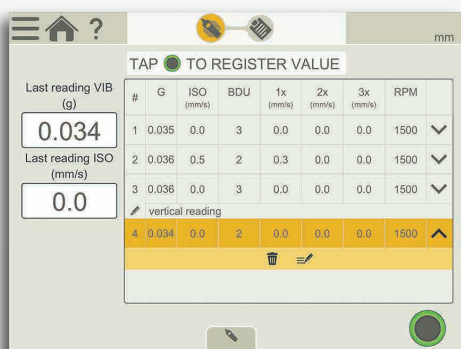 ?
mm
TAP TO REGISTER VALUE
Last reading VIB
(g)
0.034
Last reading ISO
(mm/s)
0.0
# G ISO (mm/s) BDU 1x (mm/s) 2x (mm/s) 3x (mm/s) RPM
1 0.035 0.0 3 0.0 0.0 0.0 1500
2 0.036 0.5 2 0.3 0.0 0.0 1500
3 0.036 0.0 3 0.0 0.0 0.0 1500
vertical reading
4 0.034 0.0 2 0.0 0.0 0.0 1500